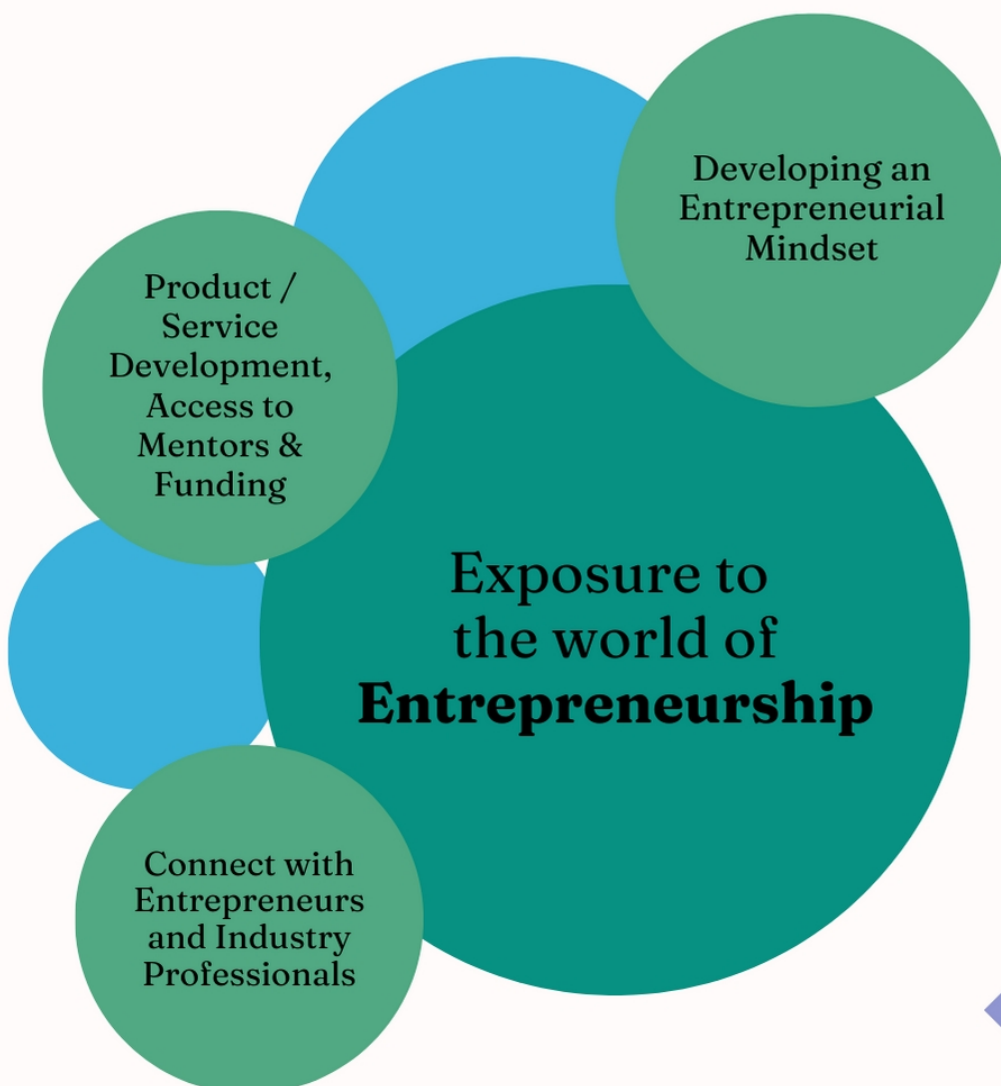 Developing an
Entrepreneurial
Mindset
Product /
Service
Development,
Access to
Mentors &
Funding
Exposure to
the world of
Entrepreneurship
Connect with
Entrepreneurs
and Industry
Professionals